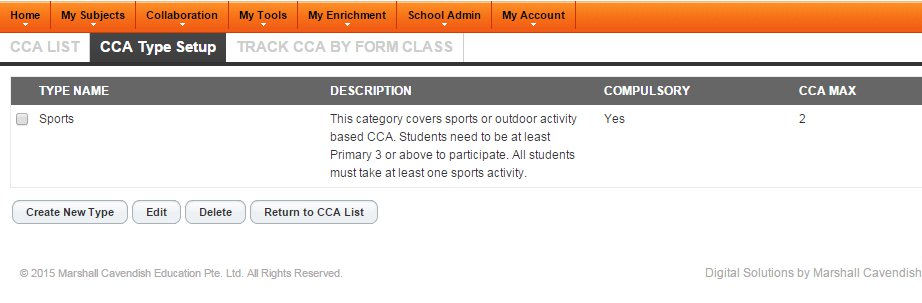 Home My Subjects Collaboration My Tools My Enrichment School Admin My Account
CCA LIST CCA Type Setup TRACK CCA BY FORM CLASS
TYPE NAME DESCRIPTION COMPULSORY CCA MAX
Sports This category covers sports or outdoor activity Yes 2
based CCA. Students need to be at least
Primary 3 or above to participate. All students
must take at least one sports activity.
Create New Type Edit Delete Return to CCA List
© 2015 Marshall Cavendish Education Pte. Ltd. All Rights Reserved. Digital Solutions by Marshall Cavendish